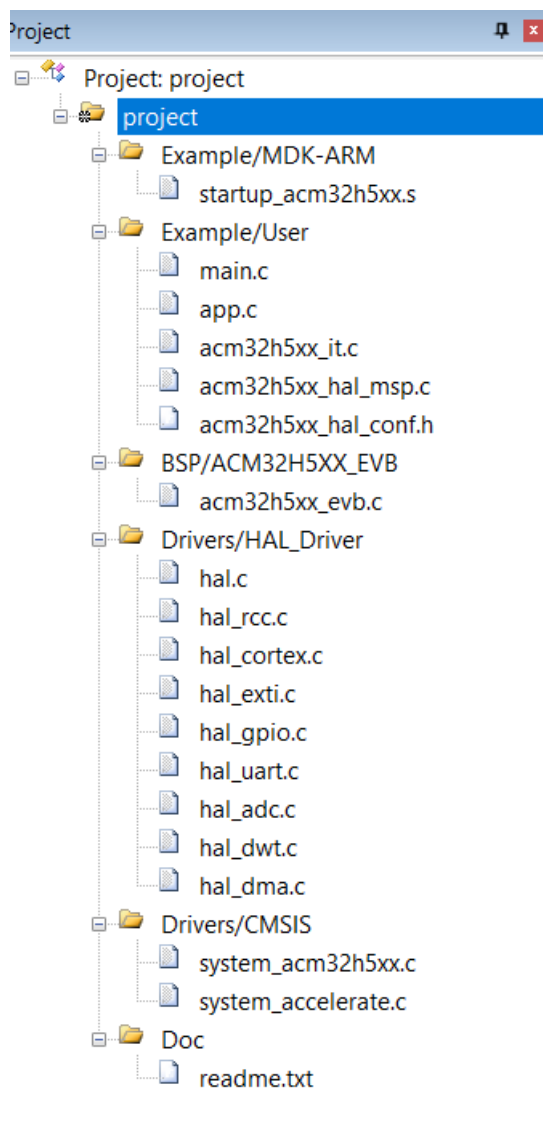 Project
Project: project
project
Example/MDK-ARM
startup_acm32h5xx.s
Example/User
main.c
app.c
acm32h5xx_it.c
acm32h5xx_hal_msp.c
acm32h5xx_hal_conf.h
BSP/ACM32H5XX_EVB
acm32h5xx_evb.c
Drivers/HAL_Driver
hal.c
hal_rcc.c
hal_cortex.c
hal_exti.c
hal_gpio.c
hal_uart.c
hal_adc.c
hal_dwt.c
hal_dma.c
Drivers/CMSIS
system_acm32h5xx.c
system_accelerate.c
Doc
readme.txt